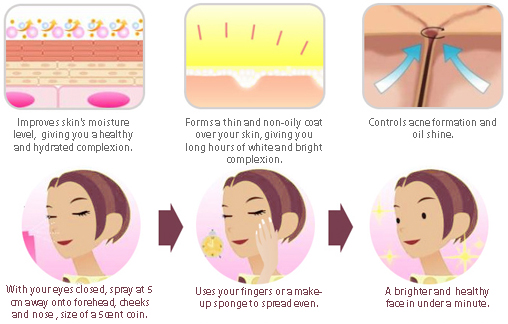 Improves skin's moisture
level, giving you a healthy
and hydrated complexion.
Forms a thin and non-oily coat
over your skin, giving you
long hours of white and bright
complexion.
Controls acne formation and
oil shine.
With your eyes closed, spray at 5
cm away onto forehead, cheeks
and nose, size of a 5cent coin.
Uses your fingers or a make-
up sponge to spread even.
A brighter and healthy
face in under a minute.